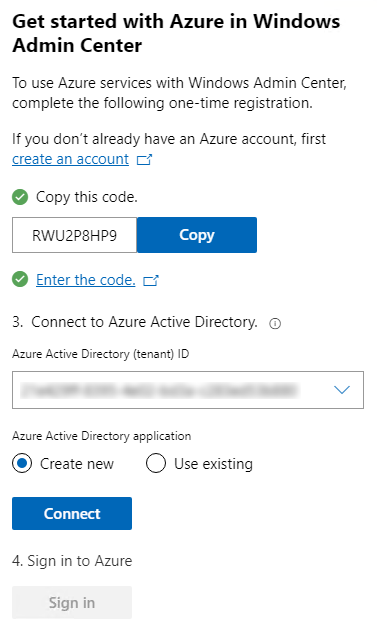 Get started with Azure in Windows
Admin Center
To use Azure services with Windows Admin Center,
complete the following one-time registration.
If you don’t already have an Azure account, first
create an account
Copy this code.
RWU2P8HP9
Copy
Enter the code.
3. Connect to Azure Active Directory.
Azure Active Directory (tenant) ID
Azure Active Directory application
Create new
Use existing
Connect
4. Sign in to Azure
Sign in